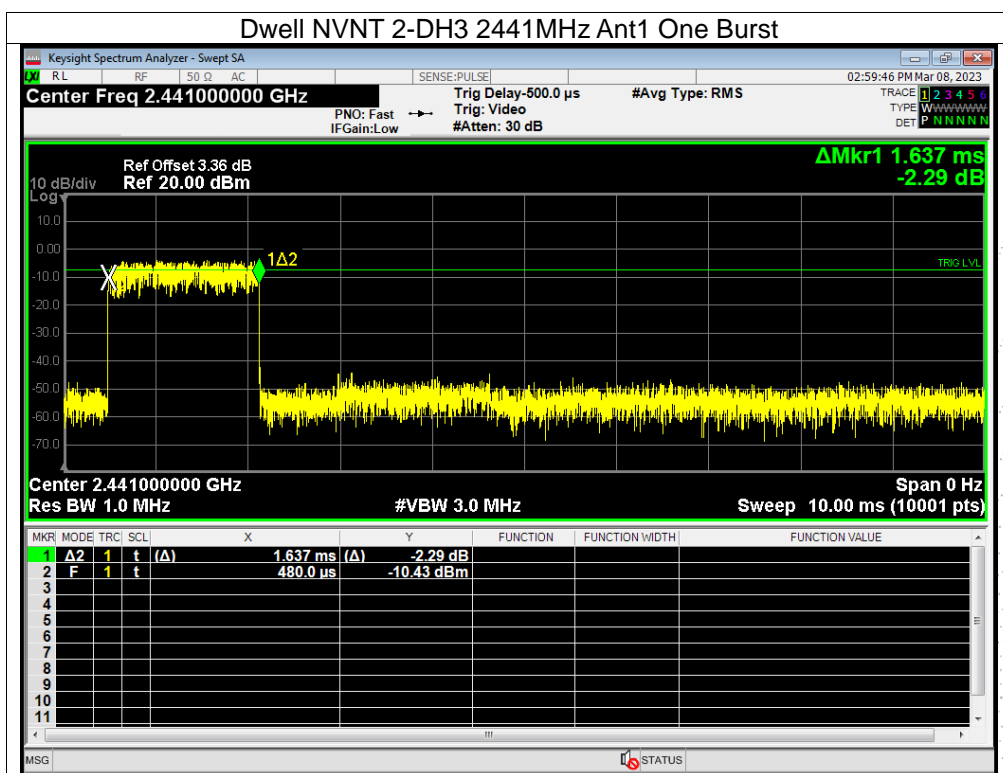 Dwell NVNT 2-DH3 2441MHz Ant1 One Burst
Keysight Spectrum Analyzer - Swept SA
LXI RL RF 50 Ω AC SENSE:PULSE 02:59:46 PM Mar 08, 2023
Center Freq 2.441000000 GHz Trig Delay-500.0 µs #Avg Type: RMS TRACE 1 2 3 4 5 6
PNO: Fast Trig: Video TYPE WWWWWW
IFGain:Low #Atten: 30 dB DET P N N N N N
ΔMkr1 1.637 ms
-2.29 dB
Ref Offset 3.36 dB
10 dB/div Ref 20.00 dBm
Log
10.0
0.00
1Δ2
TRIG LVL
-10.0
-20.0
-30.0
-40.0
-50.0
-60.0
-70.0
Center 2.441000000 GHz Span 0 Hz
Res BW 1.0 MHz #VBW 3.0 MHz Sweep 10.00 ms (10001 pts)
MKR MODE TRC SCL X Y FUNCTION FUNCTION WIDTH FUNCTION VALUE
1 Δ2 1 t (Δ) 1.637 ms (Δ) -2.29 dB
2 F 1 t 480.0 µs -10.43 dBm
3
4
5
6
7
8
9
10
11
MSG STATUS